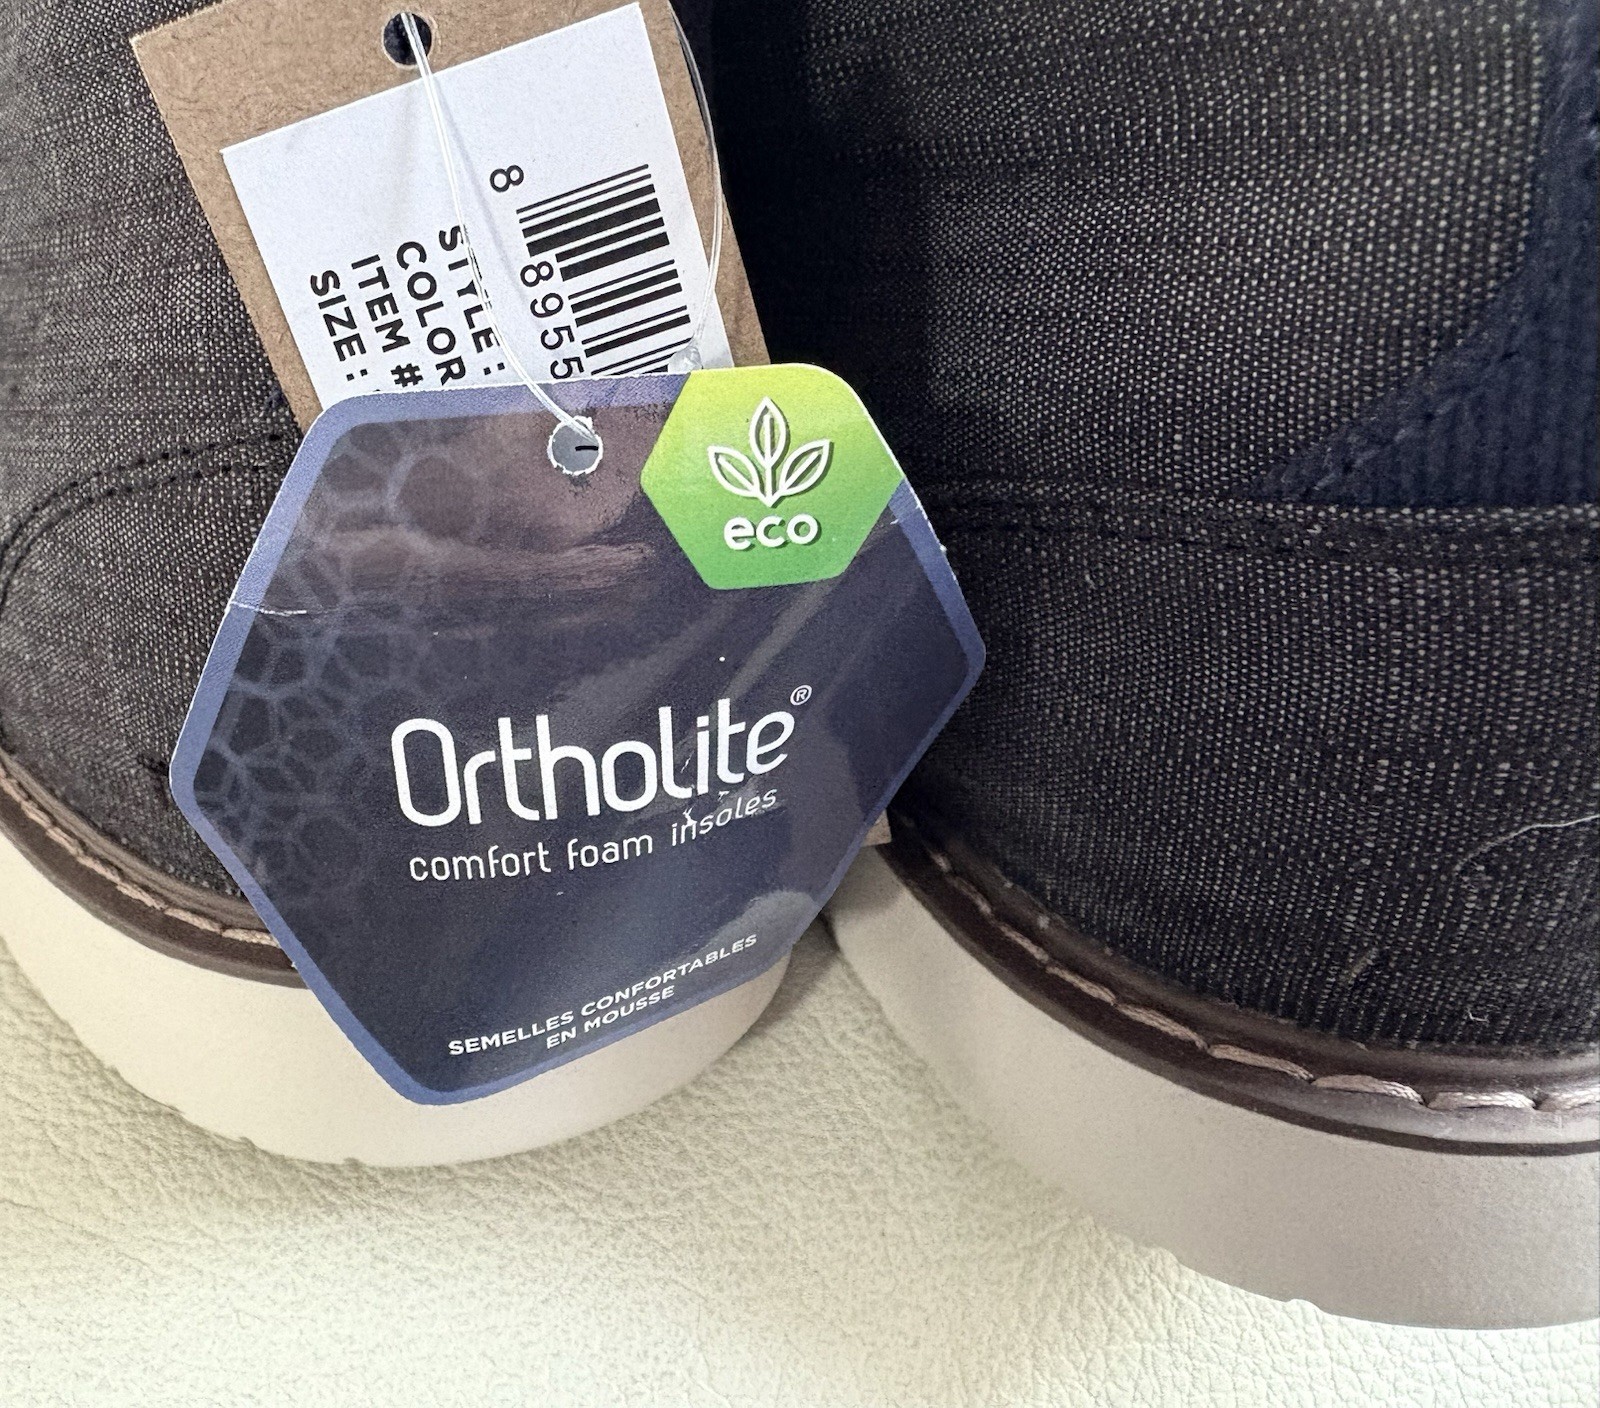 8 8955
STYLE:
COLOR
ITEM #
SIZE:
eco
OrthoLite®
comfort foam insoles
SEMELLES CONFORTABLES
EN MOUSSE